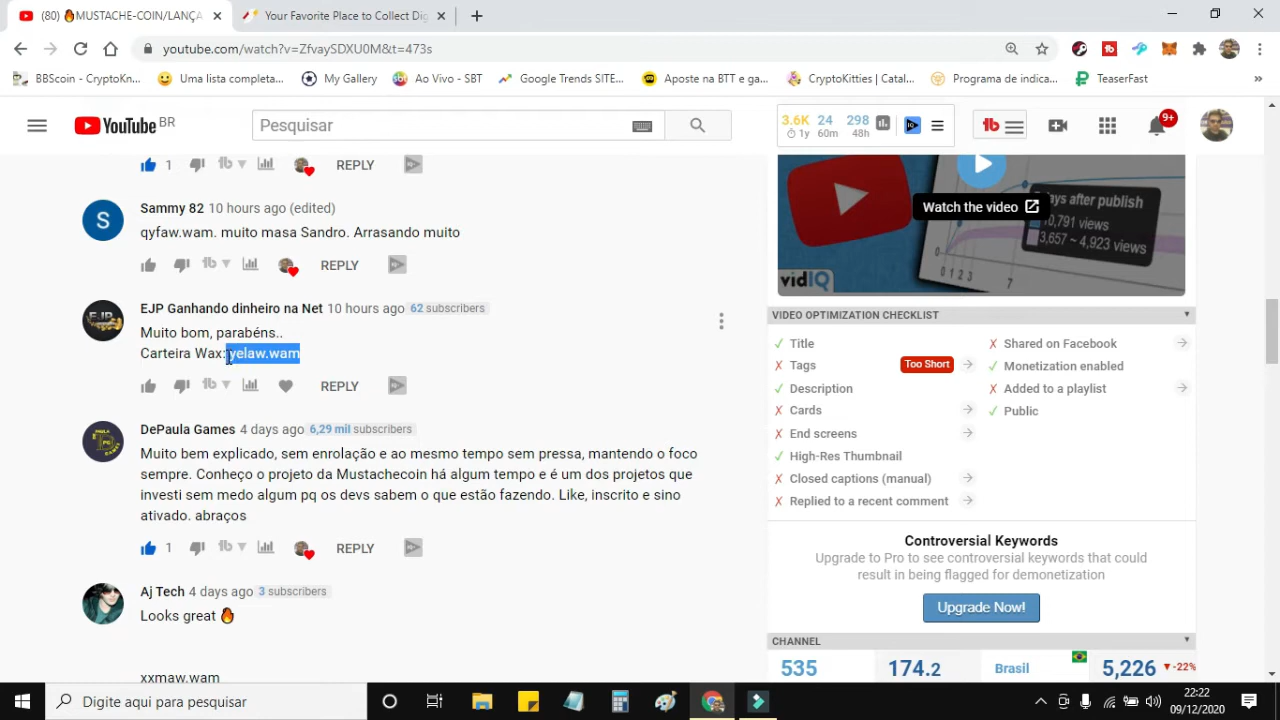 (80) 🔥MUSTACHE-COIN/LANÇA
Your Favorite Place to Collect Dig
youtube.com/watch?v=ZfvaySDXU0M&t=473s
BBScoin - CryptoKn...
Uma lista completa...
My Gallery
Ao Vivo - SBT
Google Trends SITE...
Aposte na BTT e ga...
CryptoKitties | Catal...
Programa de indica...
TeaserFast
»
YouTube BR
Pesquisar
3.6K 24 298
1y 60m 48h
9+
1 REPLY
Sammy 82 10 hours ago (edited)
qyfaw.wam. muito masa Sandro. Arrasando muito
REPLY
EJP Ganhando dinheiro na Net 10 hours ago 62 subscribers
Muito bom, parabéns..
Carteira Wax: yelaw.wam
REPLY
DePaula Games 4 days ago 6,29 mil subscribers
Muito bem explicado, sem enrolação e ao mesmo tempo sem pressa, mantendo o foco
sempre. Conheço o projeto da Mustachecoin há algum tempo e é um dos projetos que
investi sem medo algum pq os devs sabem o que estão fazendo. Like, inscrito e sino
ativado. abraços
1 REPLY
Aj Tech 4 days ago 3 subscribers
Looks great 🔥
xxmaw.wam
days after publish
10,791 views
3,657 ~ 4,923 views
0 1 2 3 7
Watch the video
vidIQ
VIDEO OPTIMIZATION CHECKLIST
✓ Title
✗ Tags Too Short
✓ Description
✗ Cards
✗ End screens
✓ High-Res Thumbnail
✗ Closed captions (manual)
✗ Replied to a recent comment
✗ Shared on Facebook
✓ Monetization enabled
✗ Added to a playlist
✓ Public
Controversial Keywords
Upgrade to Pro to see controversial keywords that could
result in being flagged for demonetization
Upgrade Now!
CHANNEL
535 174.2 Brasil 5,226 ▼-22%
Digite aqui para pesquisar
22:22
09/12/2020